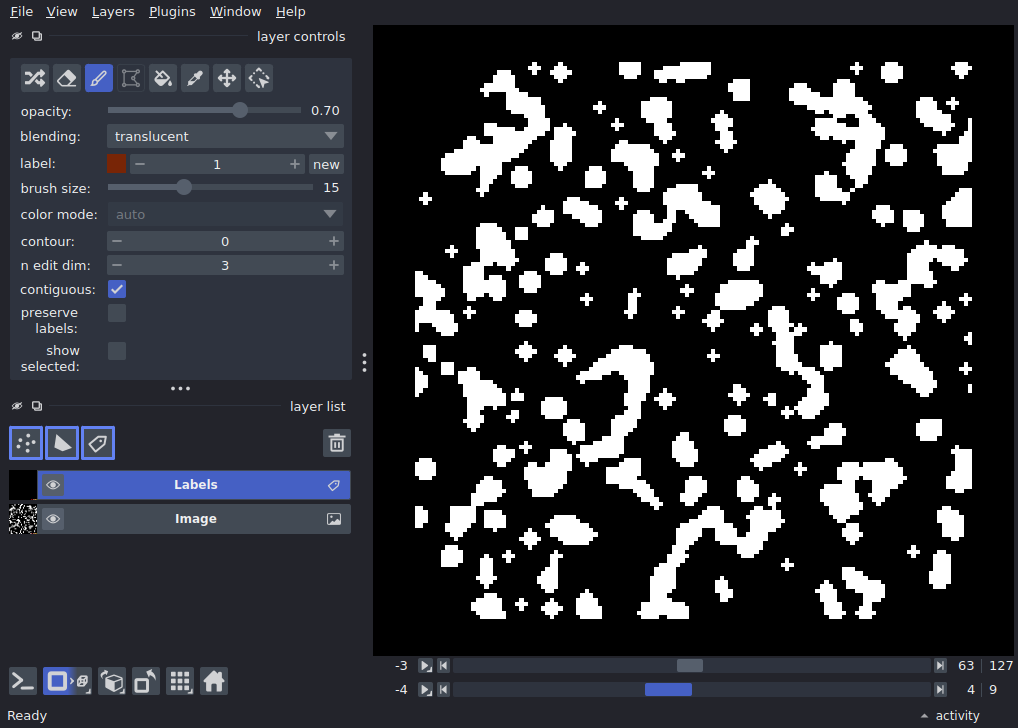 File View Layers Plugins Window Help
layer controls
opacity: 0.70
blending: translucent
label: 1 new
brush size: 15
color mode: auto
contour: 0
n edit dim: 3
contiguous:
preserve
labels:
show
selected:
layer list
Labels
Image
-3 63 127
-4 4 9
Ready activity